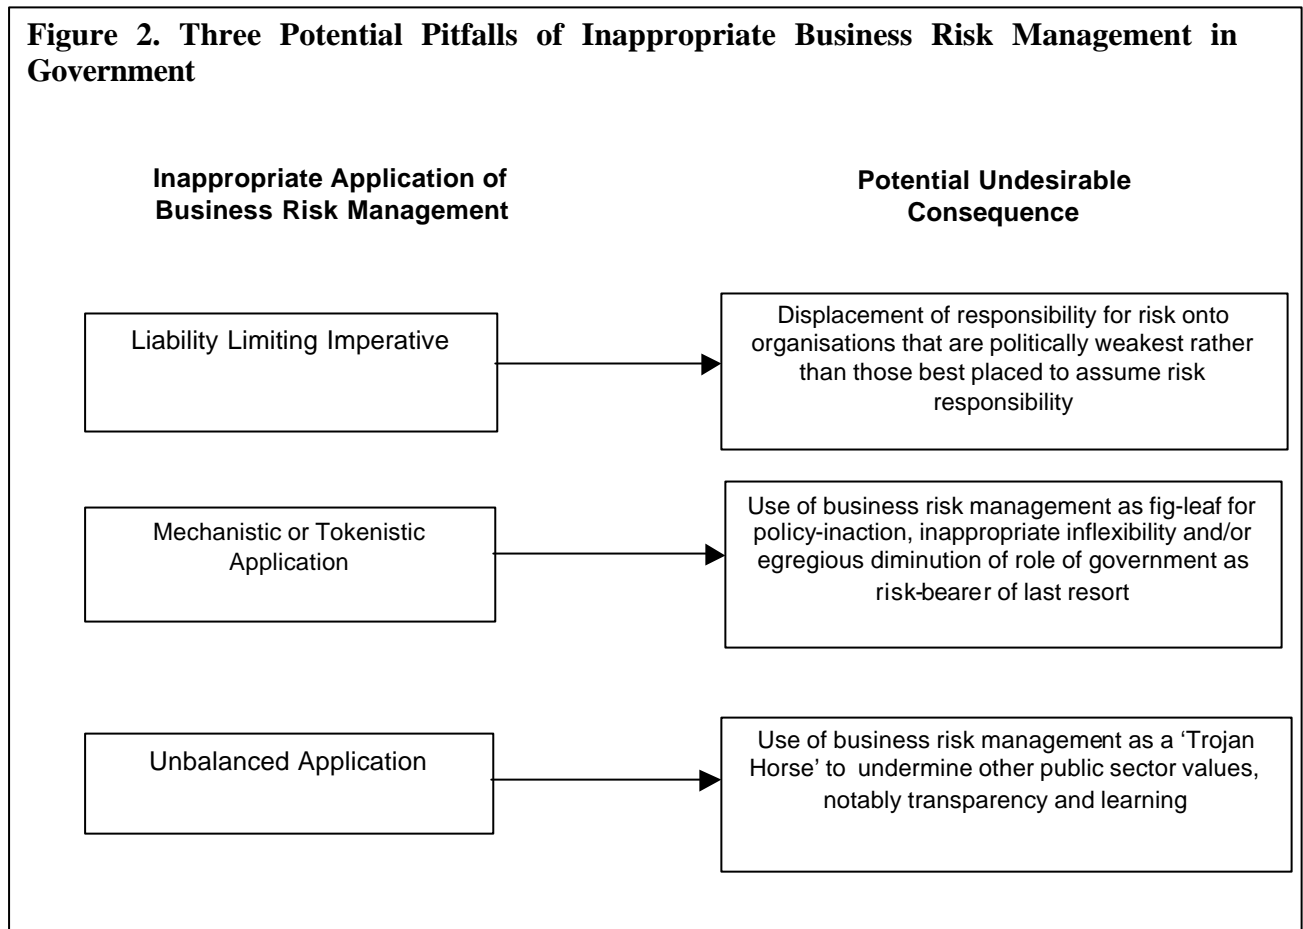 Figure 2. Three Potential Pitfalls of Inappropriate Business Risk Management in
Government
Inappropriate Application of
Business Risk Management
Potential Undesirable
Consequence
Liability Limiting Imperative
Displacement of responsibility for risk onto
organisations that are politically weakest rather
than those best placed to assume risk
responsibility
Mechanistic or Tokenistic
Application
Use of business risk management as fig-leaf for
policy-inaction, inappropriate inflexibility and/or
egregious diminution of role of government as
risk-bearer of last resort
Unbalanced Application
Use of business risk management as a ‘Trojan
Horse’ to undermine other public sector values,
notably transparency and learning